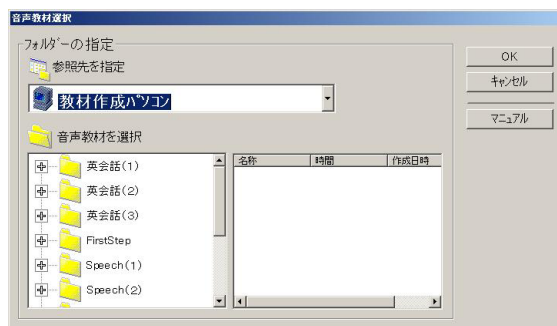 音声教材選択
フォルダーの指定
参照先を指定
教材作成パソコン
音声教材を選択
英会話(1)
英会話(2)
英会話(3)
FirstStep
Speech(1)
Speech(2)
名称 時間 作成日時
OK
キャンセル
マニュアル